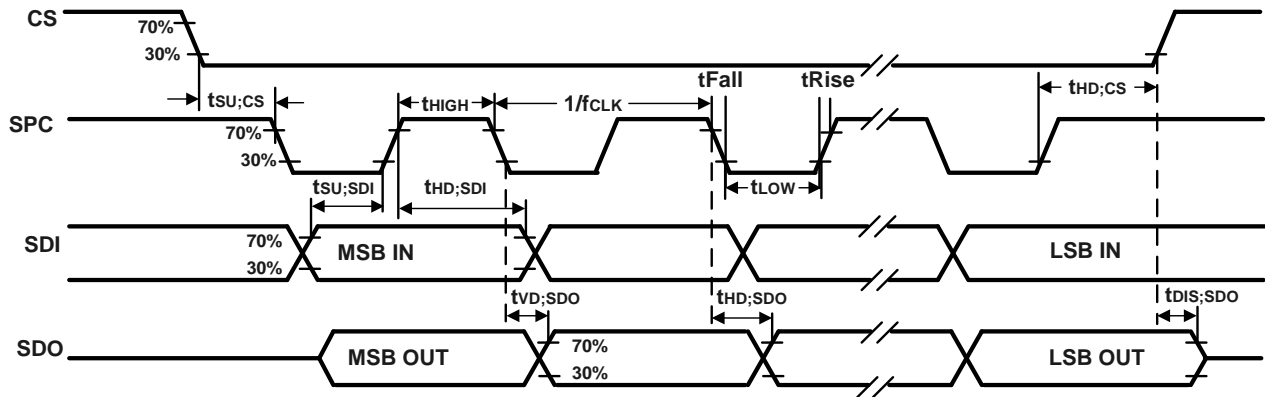 CS
70%
30%
tFall
tRise
tHD;CS
tSU;CS
tHIGH
1/fCLK
SPC
70%
30%
tSU;SDI
tHD;SDI
tLOW
SDI
70%
30%
MSB IN
LSB IN
tVD;SDO
tHD;SDO
tDIS;SDO
SDO
MSB OUT
70%
30%
LSB OUT